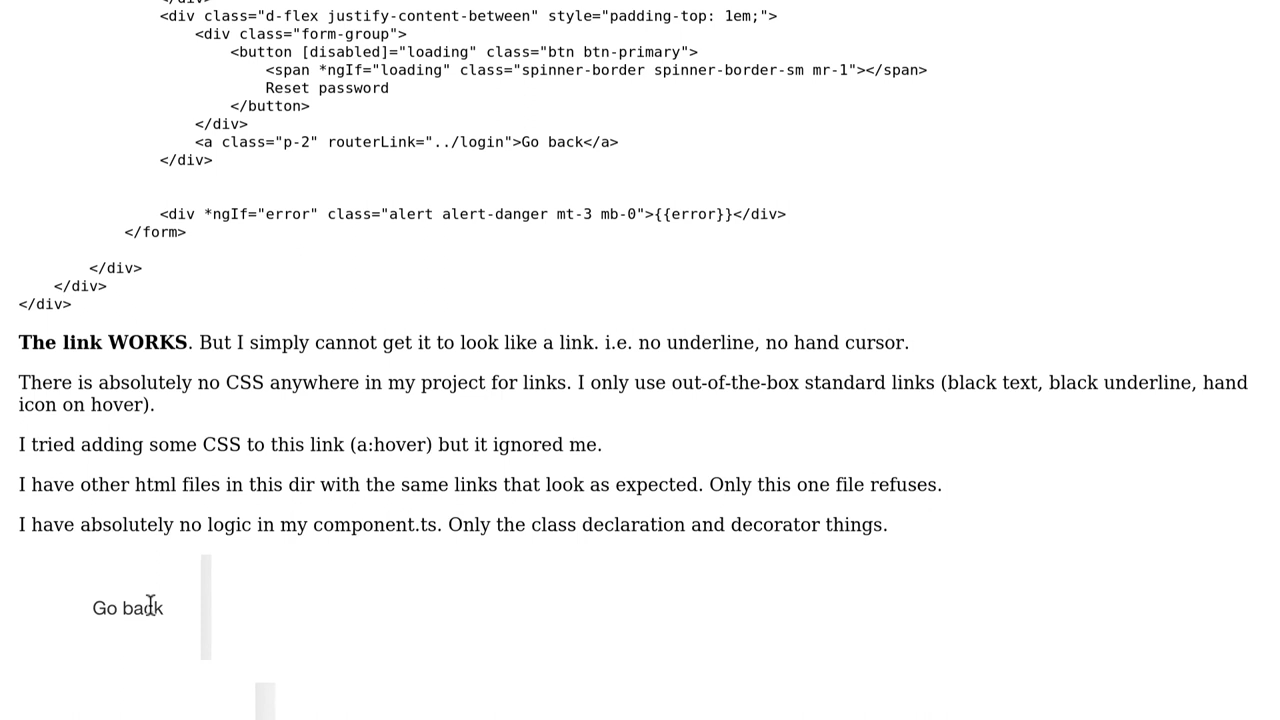 </div>
<div class="d-flex justify-content-between" style="padding-top: 1em;">
<div class="form-group">
<button [disabled]="loading" class="btn btn-primary">
<span *ngIf="loading" class="spinner-border spinner-border-sm mr-1"></span>
Reset password
</button>
</div>
<a class="p-2" routerLink="../login">Go back</a>
</div>
<div *ngIf="error" class="alert alert-danger mt-3 mb-0">{{error}}</div>
</form>
</div>
</div>
</div>
The link WORKS. But I simply cannot get it to look like a link. i.e. no underline, no hand cursor.
There is absolutely no CSS anywhere in my project for links. I only use out-of-the-box standard links (black text, black underline, hand
icon on hover).
I tried adding some CSS to this link (a:hover) but it ignored me.
I have other html files in this dir with the same links that look as expected. Only this one file refuses.
I have absolutely no logic in my component.ts. Only the class declaration and decorator things.
Go back